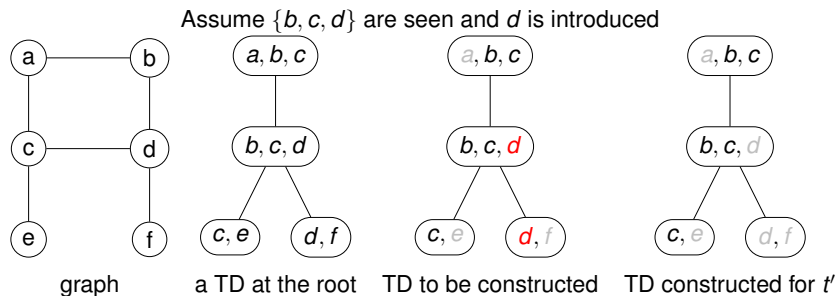 Assume {b, c, d} are seen and d is introduced
a b
c d
e f
graph
a, b, c
b, c, d
c, e d, f
a TD at the root
a, b, c
b, c, d
c, e d, f
TD to be constructed
a, b, c
b, c, d
c, e d, f
TD constructed for t′